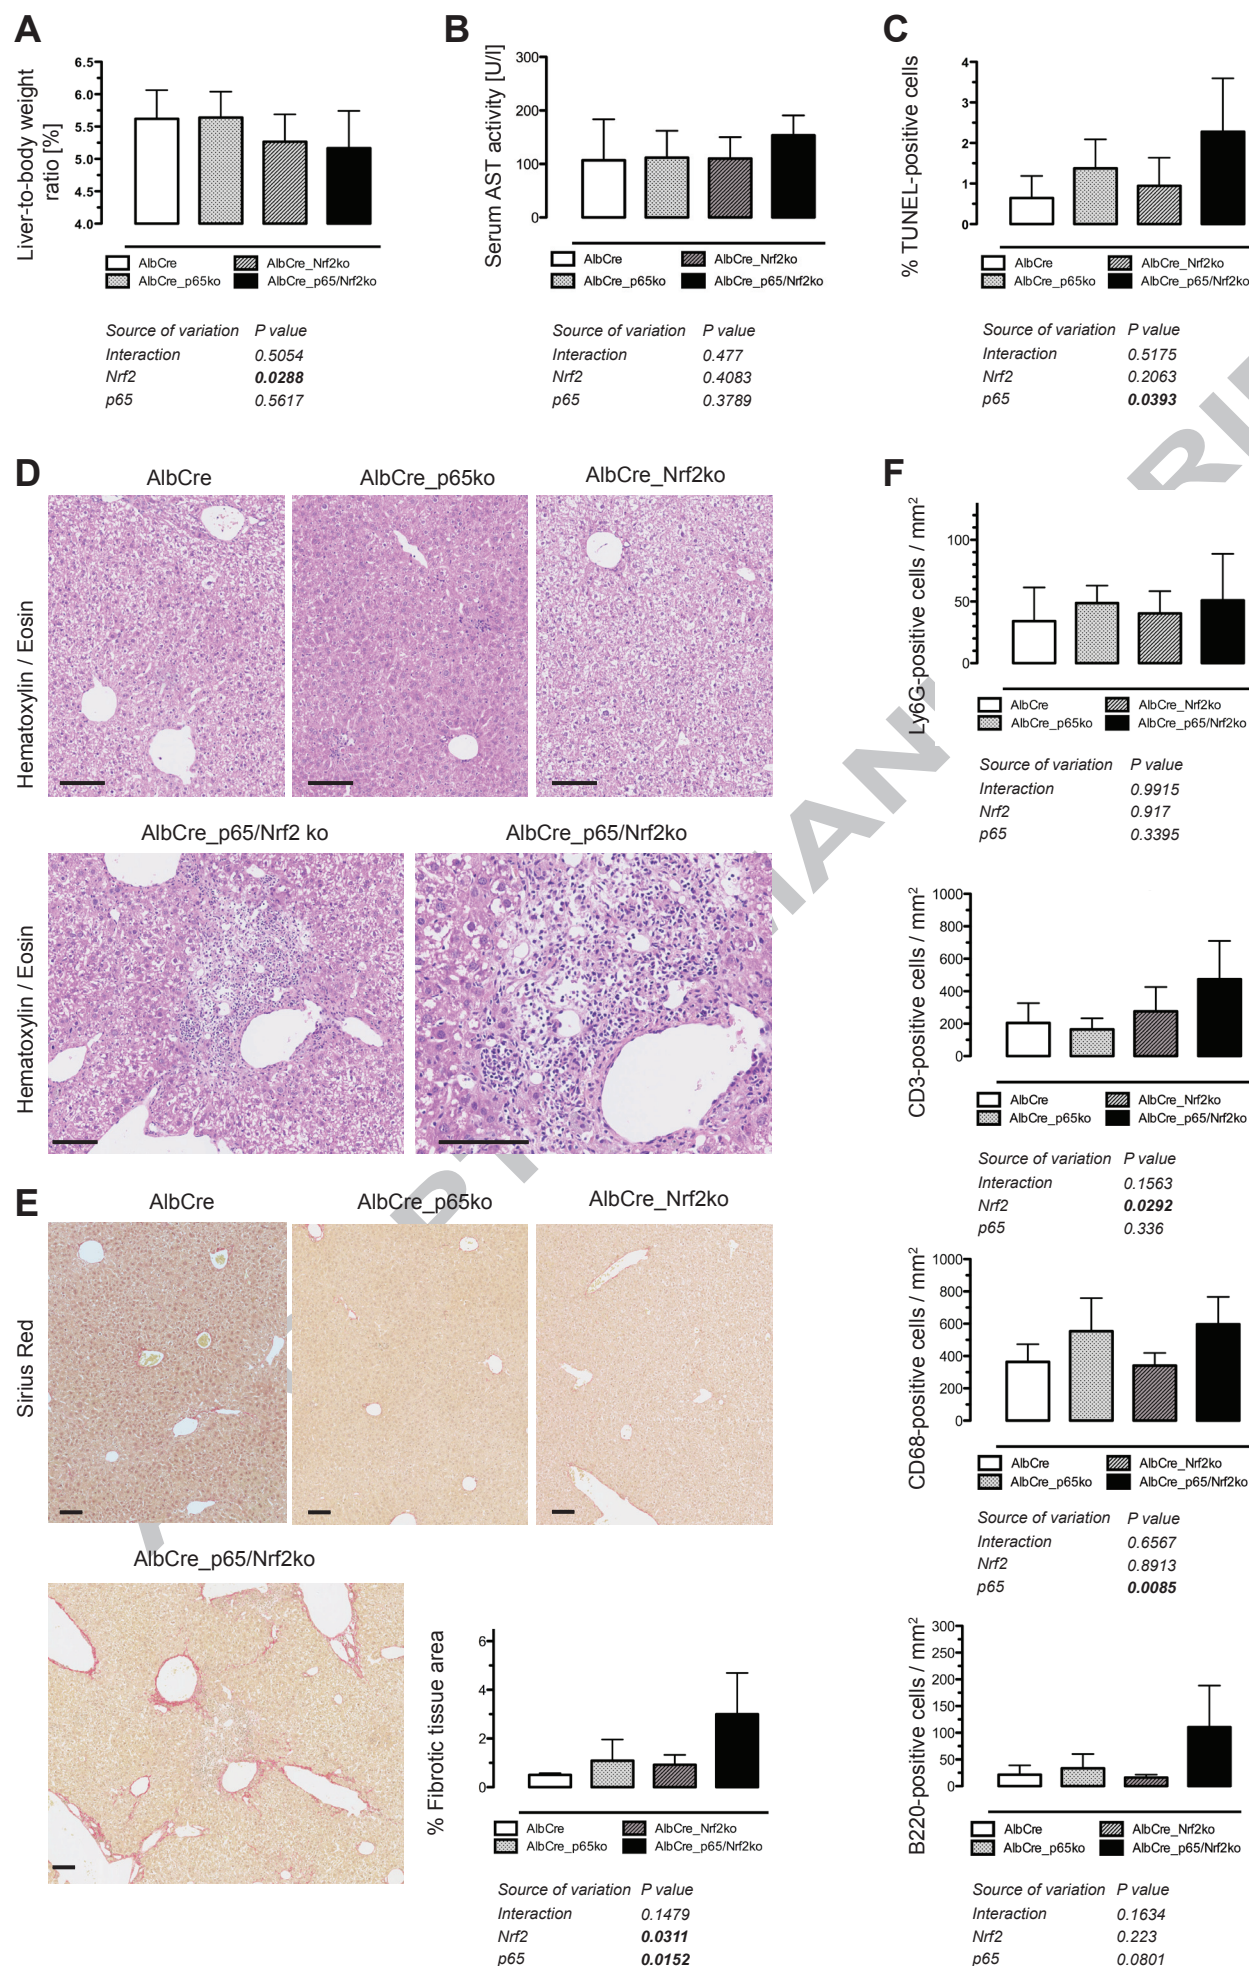 A
Liver-to-body weight
ratio [%]
6.5
6.0
5.5
5.0
4.5
4.0
AlbCre
AlbCre_Nrf2ko
AlbCre_p65ko
AlbCre_p65/Nrf2ko
Source of variation P value
Interaction 0.5054
Nrf2 0.0288
p65 0.5617
B
Serum AST activity [U/l]
300
200
100
0
AlbCre
AlbCre_Nrf2ko
AlbCre_p65ko
AlbCre_p65/Nrf2ko
Source of variation P value
Interaction 0.477
Nrf2 0.4083
p65 0.3789
C
% TUNEL-positive cells
4
3
2
1
0
AlbCre
AlbCre_Nrf2ko
AlbCre_p65ko
AlbCre_p65/Nrf2ko
Source of variation P value
Interaction 0.5175
Nrf2 0.2063
p65 0.0393
D
AlbCre
AlbCre_p65ko
AlbCre_Nrf2ko
Hematoxylin / Eosin
AlbCre_p65/Nrf2 ko
AlbCre_p65/Nrf2ko
Hematoxylin / Eosin
E
AlbCre
AlbCre_p65ko
AlbCre_Nrf2ko
Sirius Red
AlbCre_p65/Nrf2ko
% Fibrotic tissue area
6
4
2
0
AlbCre
AlbCre_Nrf2ko
AlbCre_p65ko
AlbCre_p65/Nrf2ko
Source of variation P value
Interaction 0.1479
Nrf2 0.0311
p65 0.0152
F
Ly6G-positive cells / mm²
100
50
0
AlbCre
AlbCre_Nrf2ko
AlbCre_p65ko
AlbCre_p65/Nrf2ko
Source of variation P value
Interaction 0.9915
Nrf2 0.917
p65 0.3395
CD3-positive cells / mm²
1000
800
600
400
200
0
AlbCre
AlbCre_Nrf2ko
AlbCre_p65ko
AlbCre_p65/Nrf2ko
Source of variation P value
Interaction 0.1563
Nrf2 0.0292
p65 0.336
CD68-positive cells / mm²
1000
800
600
400
200
0
AlbCre
AlbCre_Nrf2ko
AlbCre_p65ko
AlbCre_p65/Nrf2ko
Source of variation P value
Interaction 0.6567
Nrf2 0.8913
p65 0.0085
B220-positive cells / mm²
300
250
200
150
100
50
0
AlbCre
AlbCre_Nrf2ko
AlbCre_p65ko
AlbCre_p65/Nrf2ko
Source of variation P value
Interaction 0.1634
Nrf2 0.223
p65 0.0801